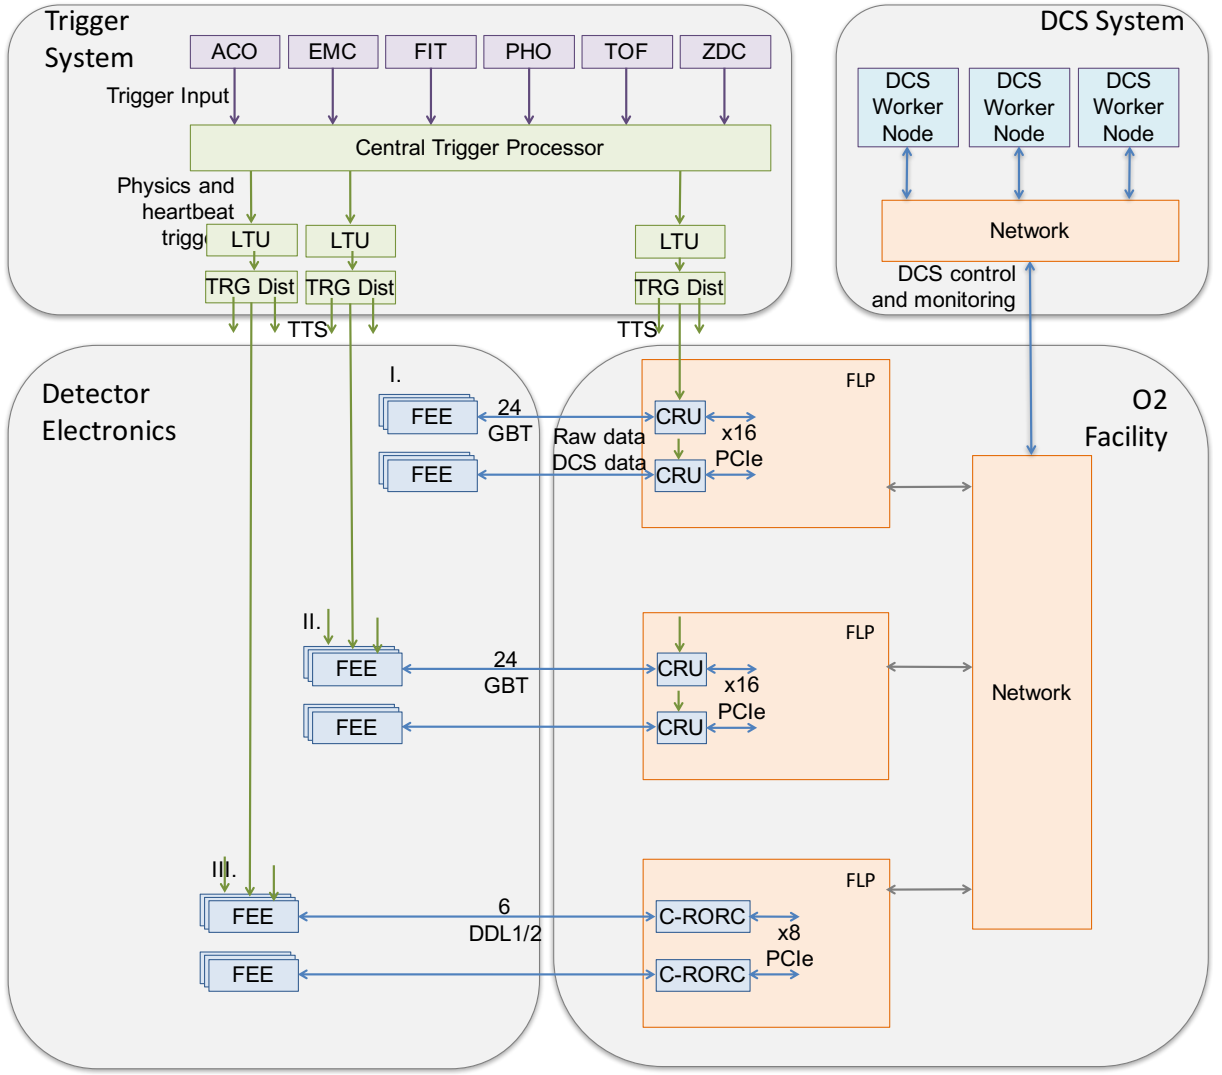 Trigger
System
ACO
EMC
FIT
PHO
TOF
ZDC
Trigger Input
Central Trigger Processor
Physics and
heartbeat
trigge
LTU
LTU
LTU
TRG Dist
TRG Dist
TRG Dist
TTS
TTS
DCS System
DCS
Worker
Node
DCS
Worker
Node
DCS
Worker
Node
Network
DCS control
and monitoring
Detector
Electronics
I.
FEE
24
GBT
FEE
O2
Facility
FLP
CRU
Raw data
DCS data
x16
PCIe
CRU
II.
FEE
24
GBT
FEE
FLP
CRU
x16
PCIe
CRU
Network
III.
FEE
6
DDL1/2
FEE
FLP
C-RORC
x8
PCIe
C-RORC